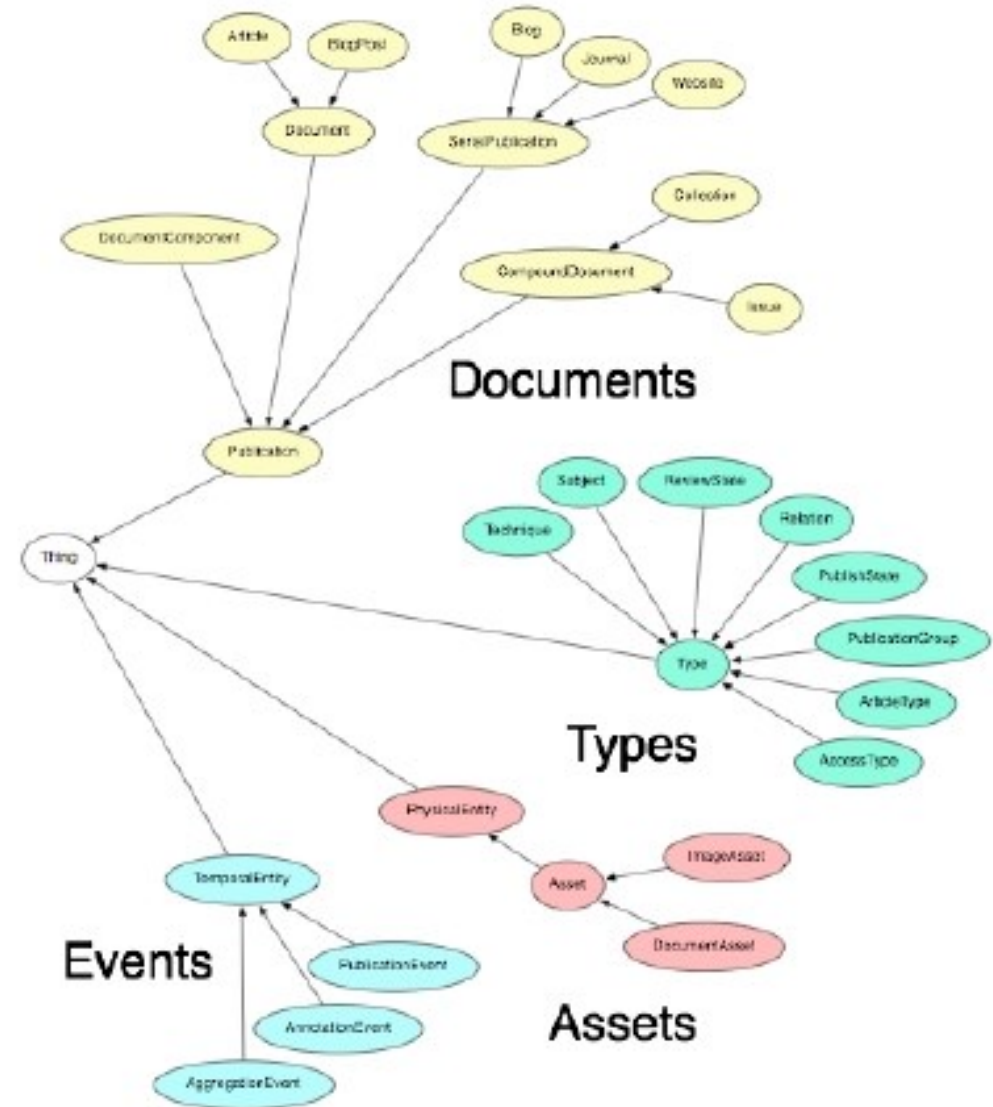 Article
BlogPost
Blog
Journal
Website
Document
SerialPublication
Collection
DocumentComponent
CompoundDocument
Issue
Documents
Publication
Subject
ReviewState
Technique
Relation
Thing
PublishState
PublicationGroup
Type
ArticleType
Types
AccessType
PhysicalEntity
ImageAsset
TemporalEntity
Asset
Events
DocumentAsset
PublicationEvent
Assets
AnnotationEvent
AggregationEvent